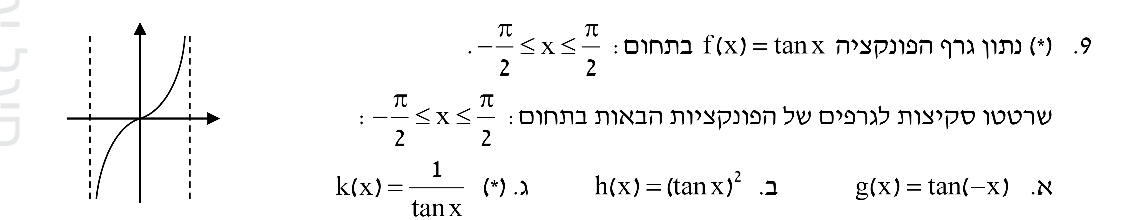 9. (*) נתון גרף הפונקציה f(x) = tan x בתחום: -π/2 ≤ x ≤ π/2.
שרטטו סקיצות לגרפים של הפונקציות הבאות בתחום: -π/2 ≤ x ≤ π/2:
א. g(x) = tan(-x) ב. h(x) = (tan x)² ג. (*) k(x) = 1/tan x